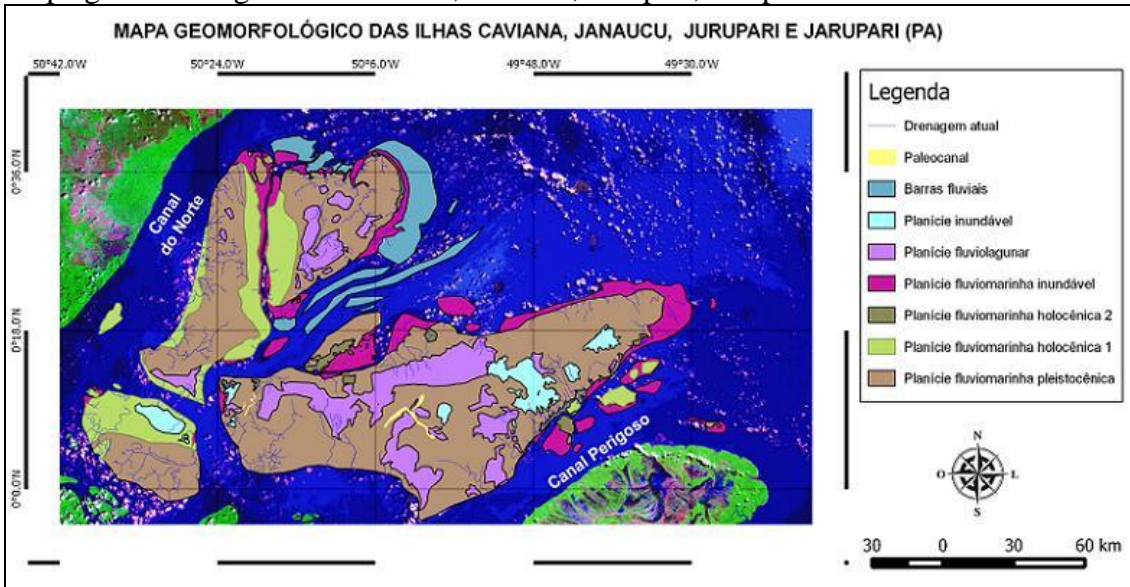 MAPA GEOMORFOLÓGICO DAS ILHAS CAVIANA, JANAUCU, JURUPARI E JARUPARI (PA)
50°42.0'W 50°24.0'W 50°6.0'W 49°48.0'W 49°30.0'W
0°36.0'N
0°18.0'N
0°0.0'N
Canal
do Norte
Canal Perigoso
Legenda
Drenagem atual
Paleocanal
Barras fluviais
Planície inundável
Planície fluviolagunar
Planície fluviomarinha inundável
Planície fluviomarinha holocênica 2
Planície fluviomarinha holocênica 1
Planície fluviomarinha pleistocênica
N
O L
S
30 0 30 60 km